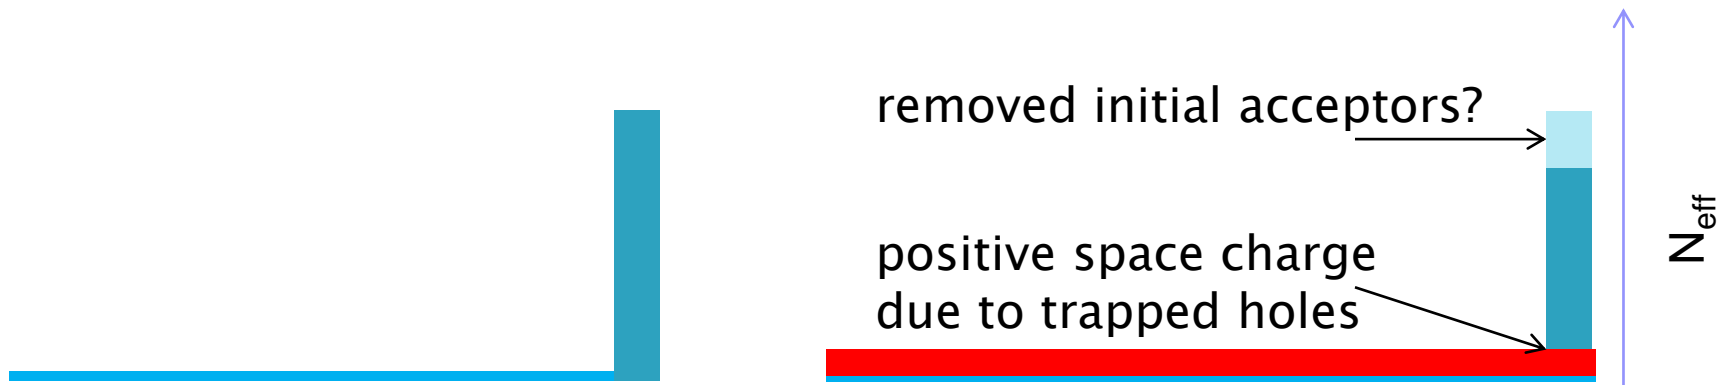 removed initial acceptors?
positive space charge
due to trapped holes
Neff